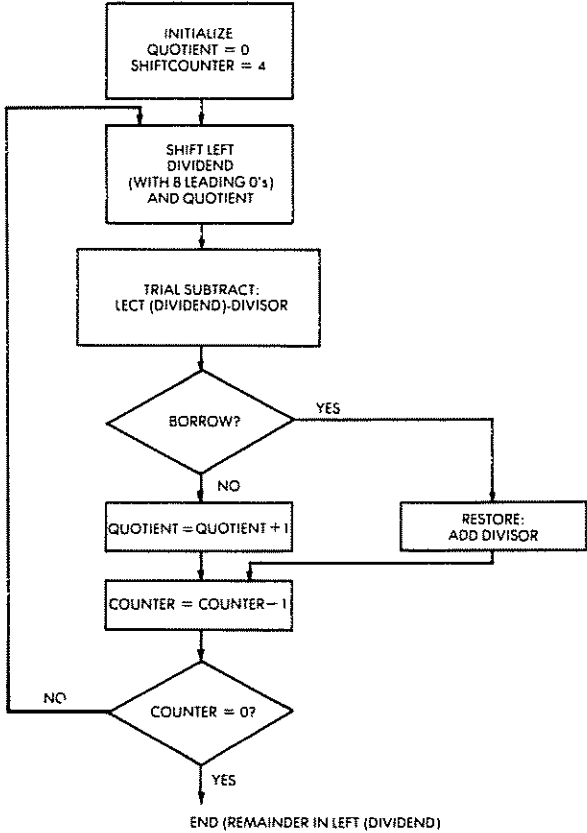 INITIALIZE
QUOTIENT = 0
SHIFTCOUNTER = 4
SHIFT LEFT
DIVIDEND
(WITH 8 LEADING 0's)
AND QUOTIENT
TRIAL SUBTRACT:
LECT (DIVIDEND)-DIVISOR
BORROW?
YES
NO
QUOTIENT = QUOTIENT + 1
RESTORE:
ADD DIVISOR
COUNTER = COUNTER - 1
NO
COUNTER = 0?
YES
END (REMAINDER IN LEFT (DIVIDEND)